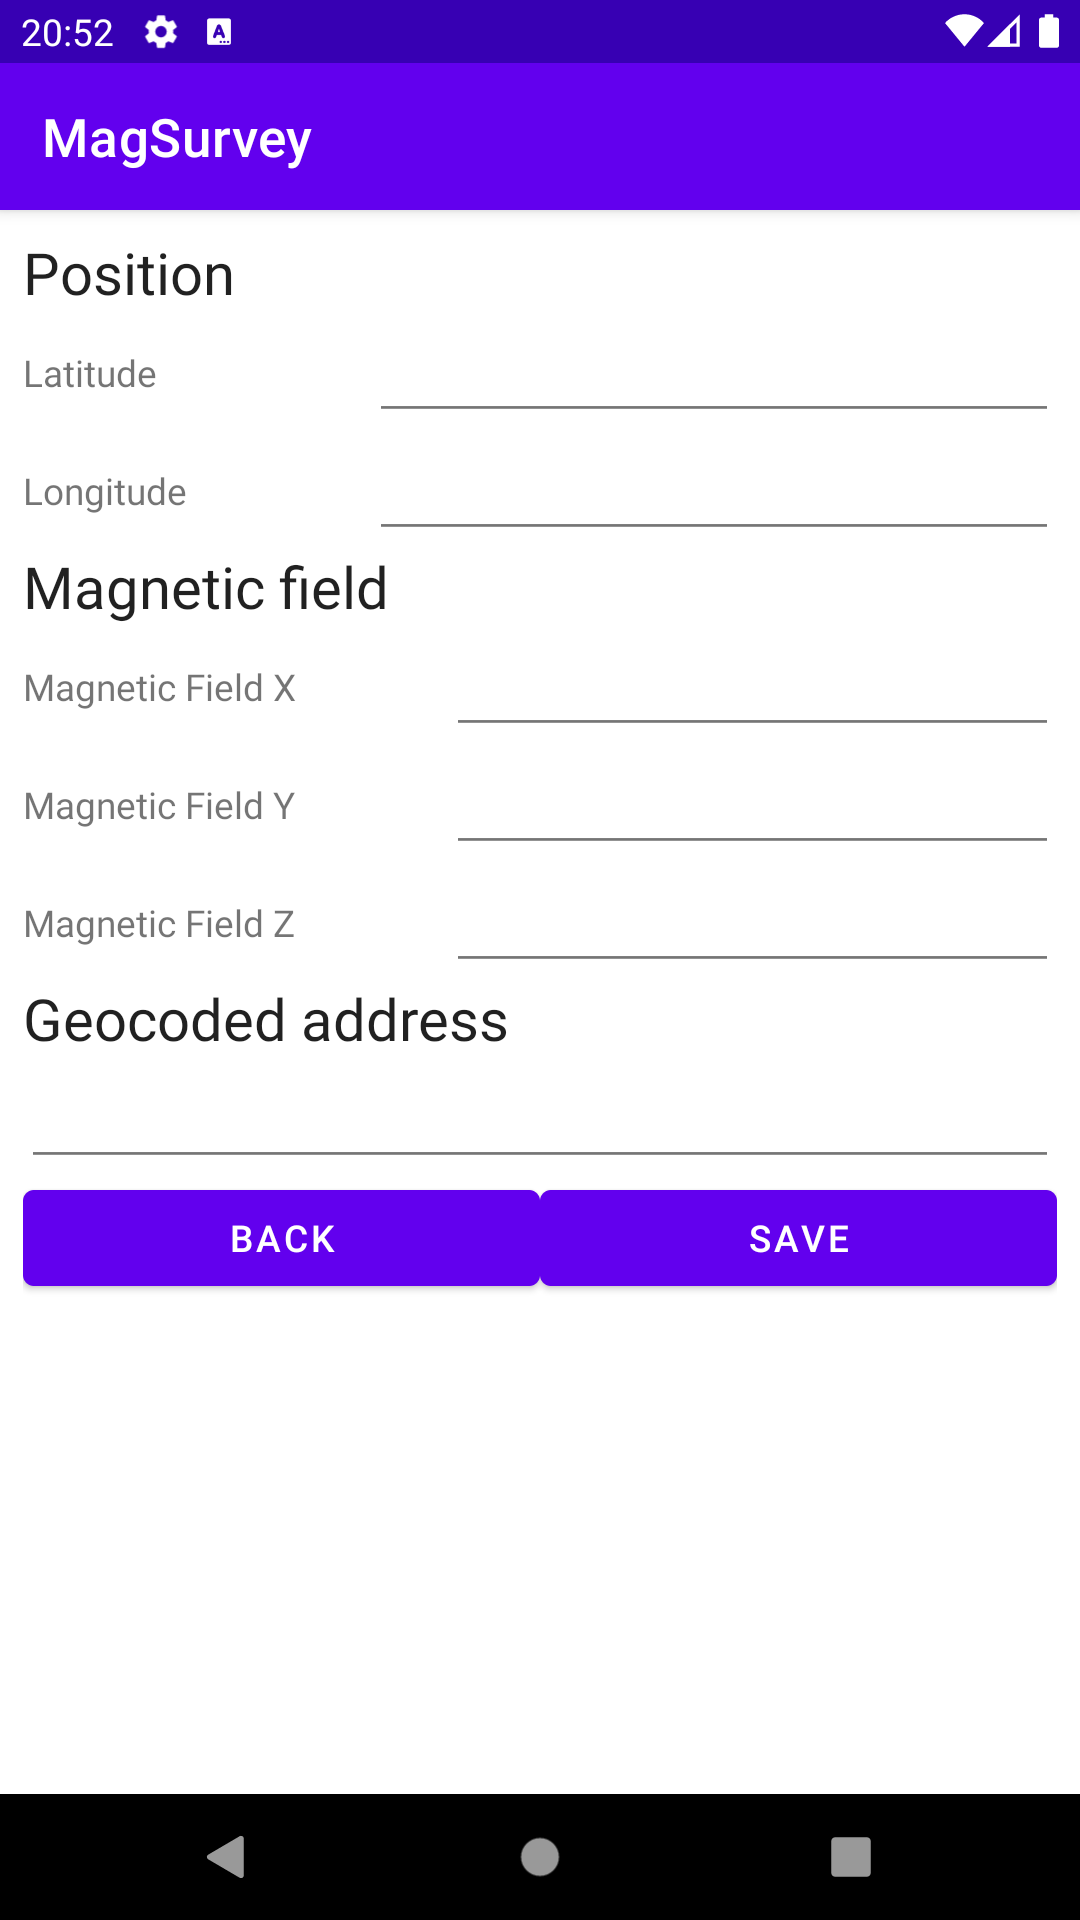 20:52
MagSurvey
Position
Latitude
Longitude
Magnetic field
Magnetic Field X
Magnetic Field Y
Magnetic Field Z
Geocoded address
BACK SAVE